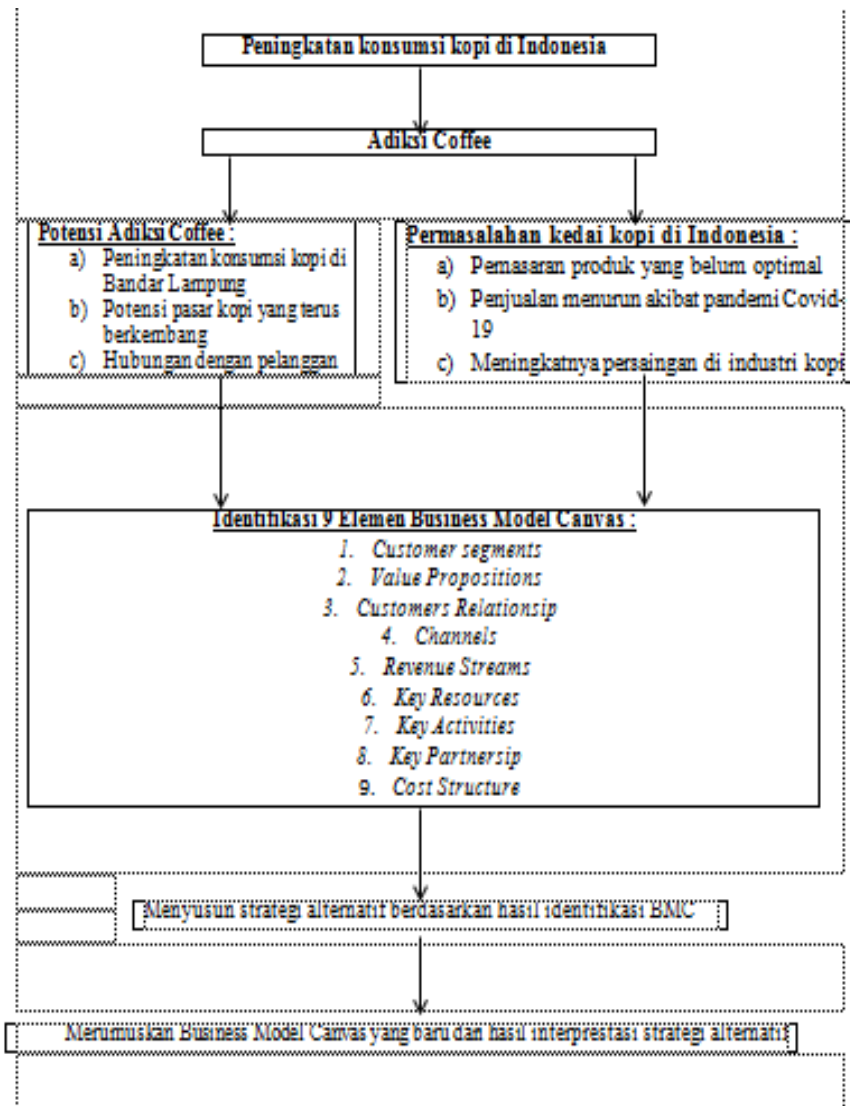 Peningkatan konsumsi kopi di Indonesia
Adiksi Coffee
Potensi Adiksi Coffee :
a) Peningkatan konsumsi kopi di
Bandar Lampung
b) Potensi pasar kopi yang terus
berkembang
c) Hubungan dengan pelanggan
Permasalahan kedai kopi di Indonesia :
a) Pemasaran produk yang belum optimal
b) Penjualan menurun akibat pandemi Covid-
19
c) Meningkatnya persaingan di industri kopi
Identifikasi 9 Elemen Business Model Canvas :
1. Customer segments
2. Value Propositions
3. Customers Relationsip
4. Channels
5. Revenue Streams
6. Key Resources
7. Key Activities
8. Key Partnersip
9. Cost Structure
Menyusun strategi alternatif berdasarkan hasil identifikasi BMC
Merumuskan Business Model Canvas yang baru dari hasil interprestasi strategi alternatif